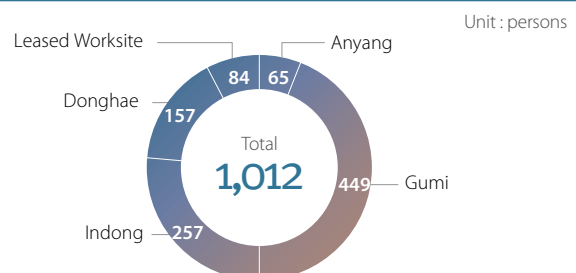 Unit : persons
Leased Worksite
Anyang
84
65
Donghae
157
Total
1,012
449
Gumi
Indong
257